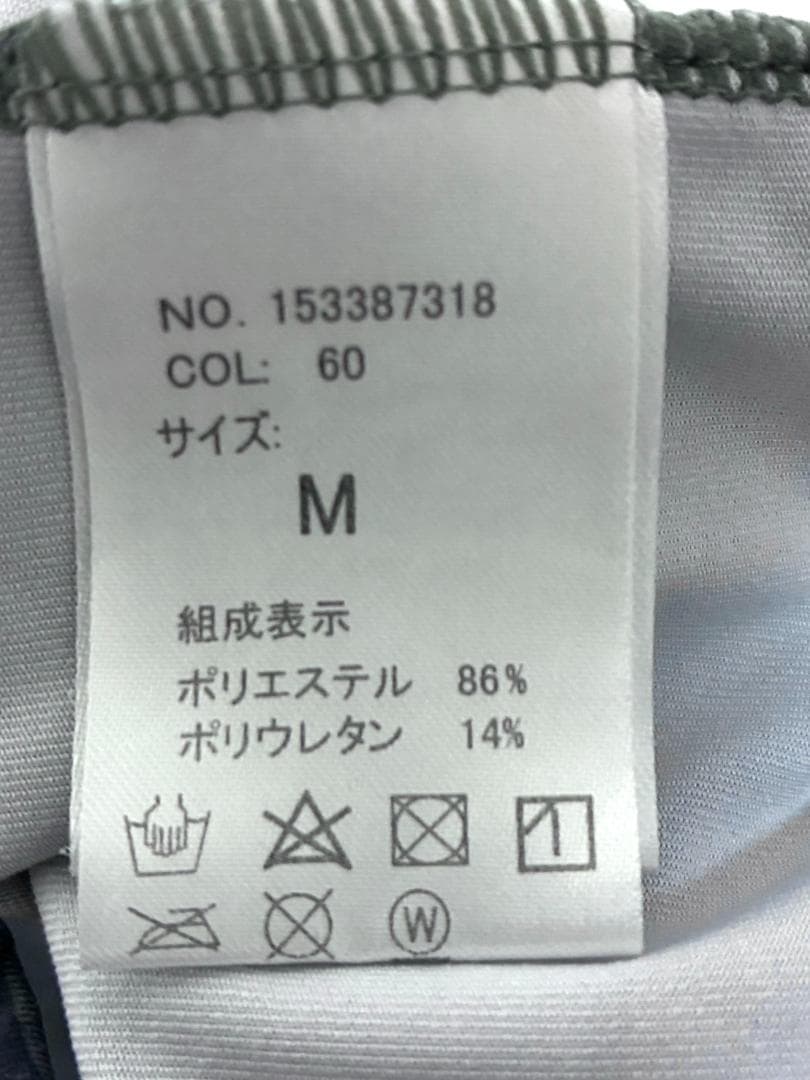 NO. 153387318
COL: 60
サイズ:
M
組成表示
ポリエステル 86%
ポリウレタン 14%
W